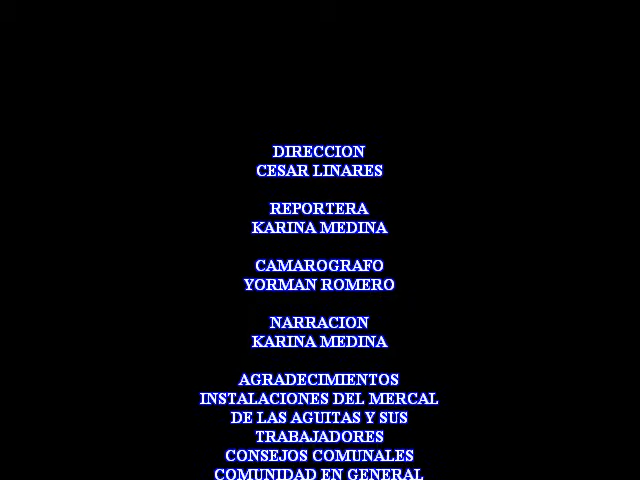 DIRECCION
CESAR LINARES
REPORTERA
KARINA MEDINA
CAMAROGRAFO
YORMAN ROMERO
NARRACION
KARINA MEDINA
AGRADECIMIENTOS
INSTALACIONES DEL MERCAL
DE LAS AGUITAS Y SUS
TRABAJADORES
CONSEJOS COMUNALES
COMUNIDAD EN GENERAL